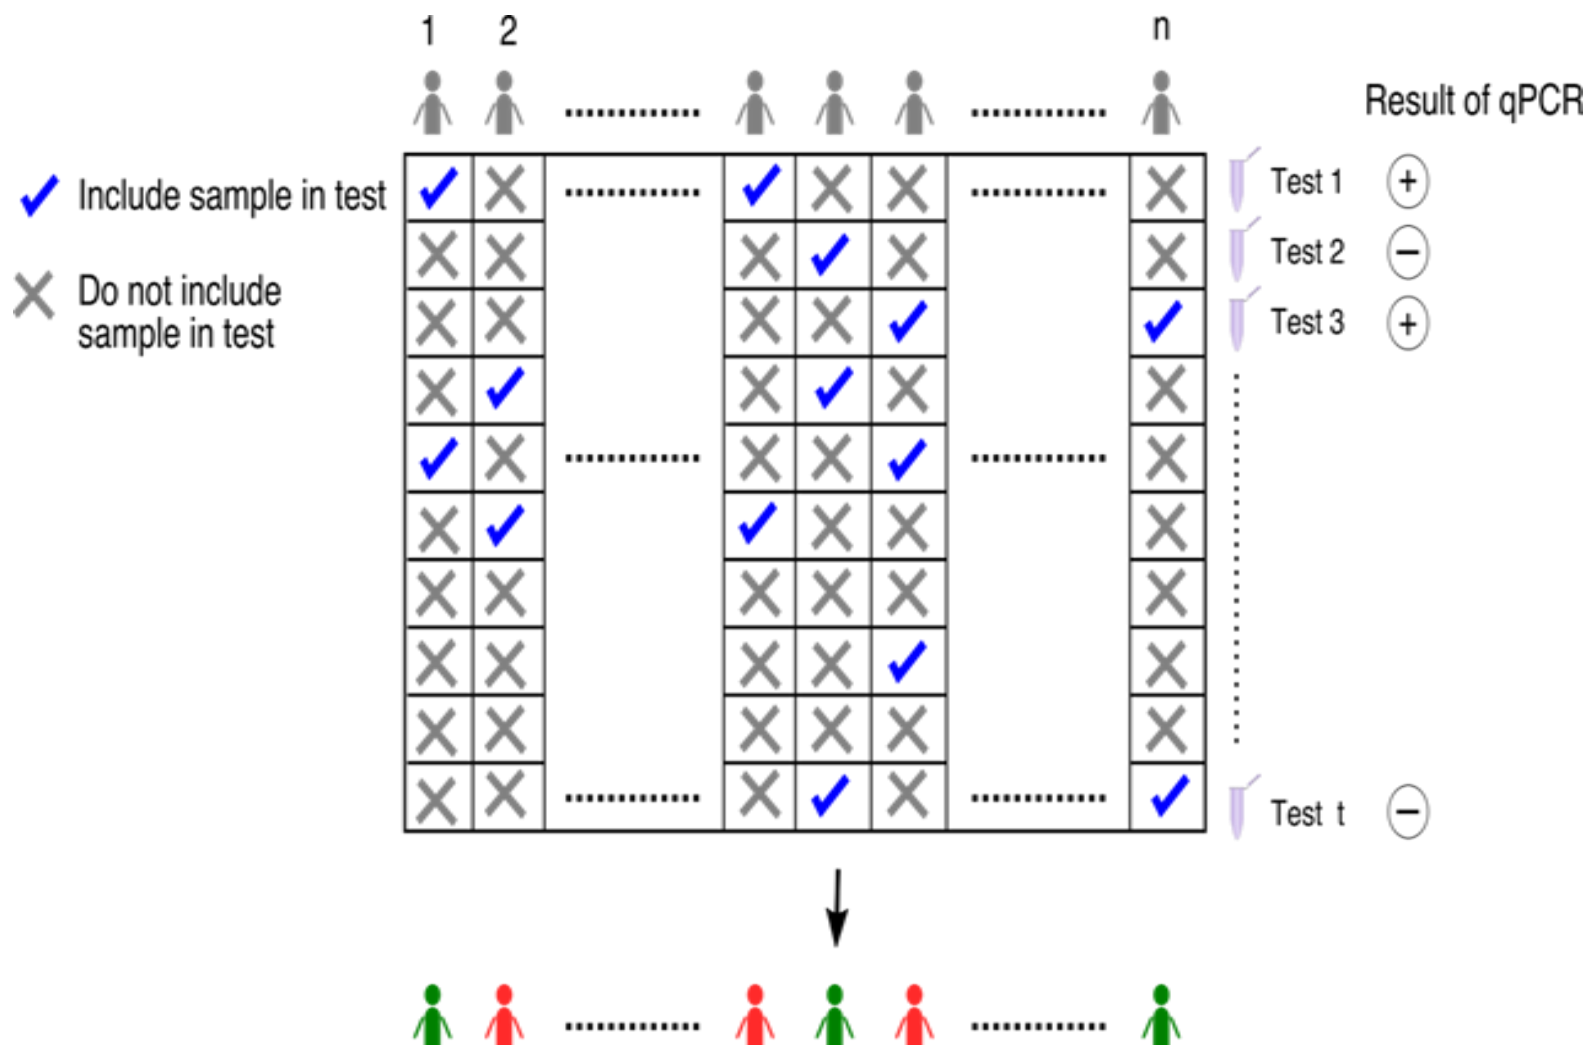 1 2 n
Result of qPCR
Include sample in test
Do not include
sample in test
Test 1 +
Test 2 −
Test 3 +
Test t −